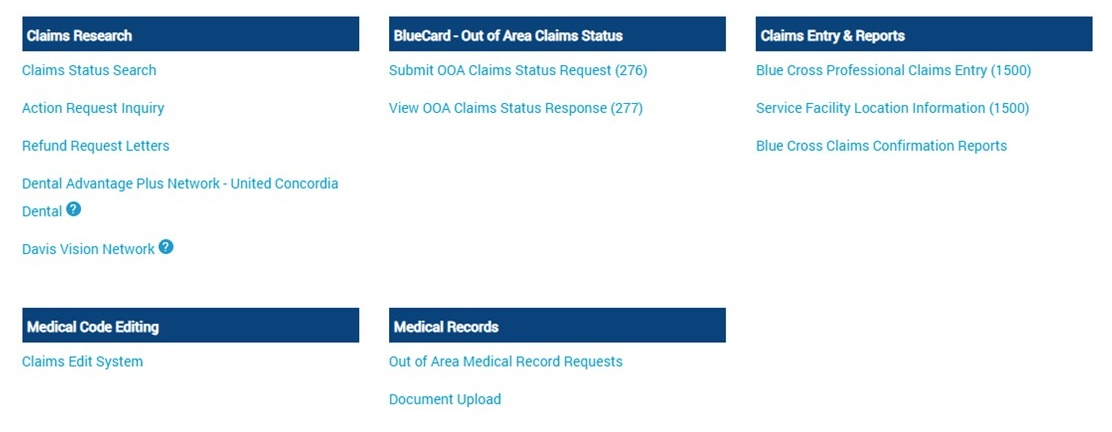 Claims Research
Claims Status Search
Action Request Inquiry
Refund Request Letters
Dental Advantage Plus Network - United Concordia
Dental ?
Davis Vision Network ?
BlueCard - Out of Area Claims Status
Submit OOA Claims Status Request (276)
View OOA Claims Status Response (277)
Claims Entry & Reports
Blue Cross Professional Claims Entry (1500)
Service Facility Location Information (1500)
Blue Cross Claims Confirmation Reports
Medical Code Editing
Claims Edit System
Medical Records
Out of Area Medical Record Requests
Document Upload